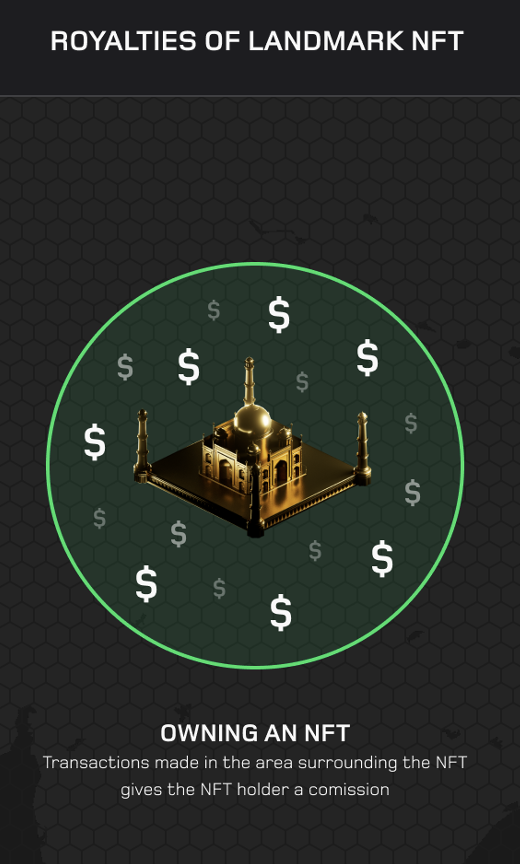 ROYALTIES OF LANDMARK NFT
$ $
$ $ $ $
$ $
$ $ $
$ $ $
$ $ $
OWNING AN NFT
Transactions made in the area surrounding the NFT
gives the NFT holder a comission